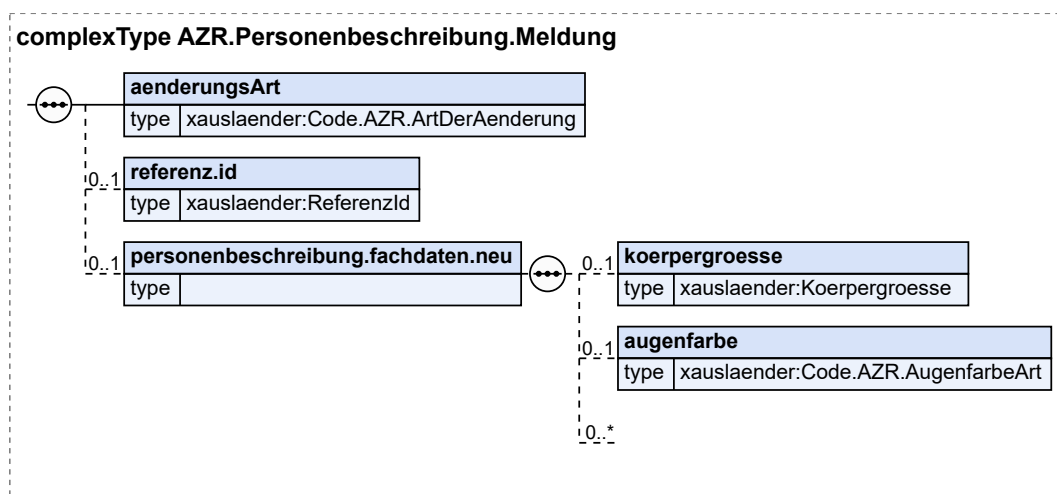 complexType AZR.Personenbeschreibung.Meldung
aenderungsArt
type xauslaender:Code.AZR.ArtDerAenderung
0..1 referenz.id
type xauslaender:ReferenzId
0..1 personenbeschreibung.fachdaten.neu
type
0..1 koerpergroesse
type xauslaender:Koerpergroesse
0..1 augenfarbe
type xauslaender:Code.AZR.AugenfarbeArt
0..*